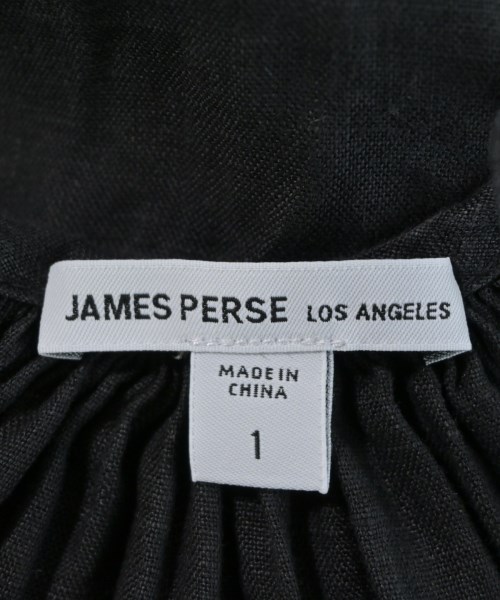 JAMES PERSE LOS ANGELES
MADE IN
CHINA
1